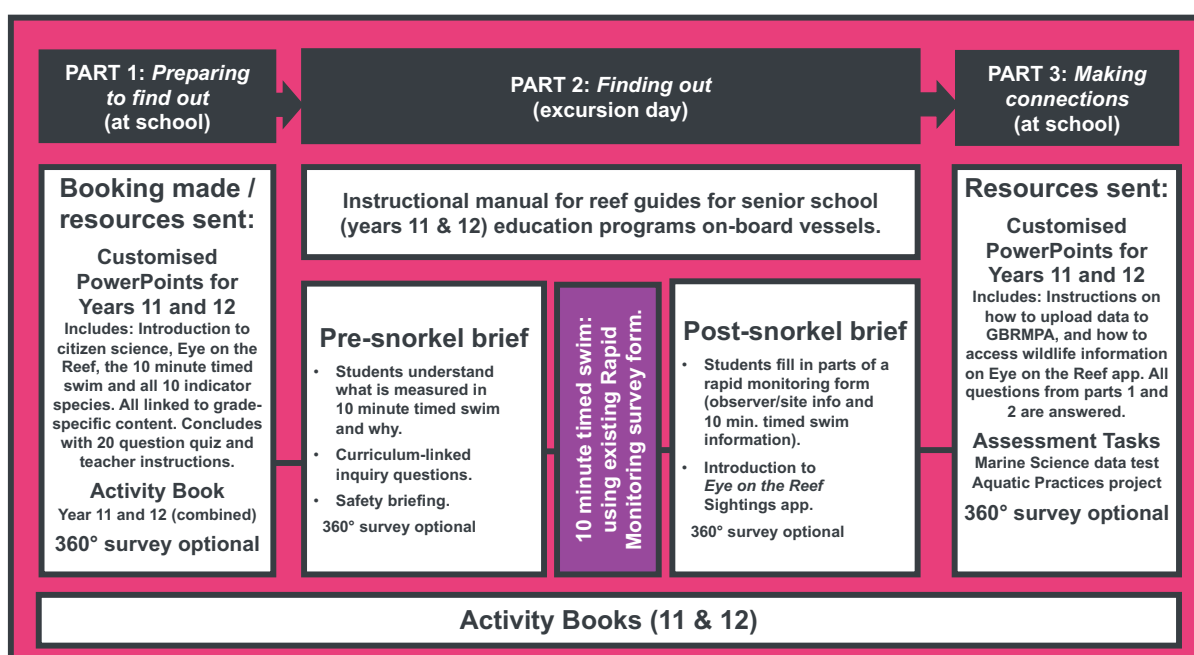 PART 1: Preparing
to find out
(at school)
PART 2: Finding out
(excursion day)
PART 3: Making
connections
(at school)
Booking made /
resources sent:
Customised
PowerPoints for
Years 11 and 12
Includes: Introduction to
citizen science, Eye on the
Reef, the 10 minute timed
swim and all 10 indicator
species. All linked to grade-
specific content. Concludes
with 20 question quiz and
teacher instructions.
Activity Book
Year 11 and 12 (combined)
360° survey optional
Instructional manual for reef guides for senior school
(years 11 & 12) education programs on-board vessels.
Pre-snorkel brief
• Students understand
what is measured in
10 minute timed swim
and why.
• Curriculum-linked
inquiry questions.
• Safety briefing.
360° survey optional
10 minute timed swim:
using existing Rapid
Monitoring survey form.
Post-snorkel brief
• Students fill in parts of a
rapid monitoring form
(observer/site info and
10 min. timed swim
information).
• Introduction to
Eye on the Reef
Sightings app.
360° survey optional
Resources sent:
Customised
PowerPoints for
Years 11 and 12
Includes: Instructions on
how to upload data to
GBRMPA, and how to
access wildlife information
on Eye on the Reef app. All
questions from parts 1 and
2 are answered.
Assessment Tasks
Marine Science data test
Aquatic Practices project
360° survey optional
Activity Books (11 & 12)